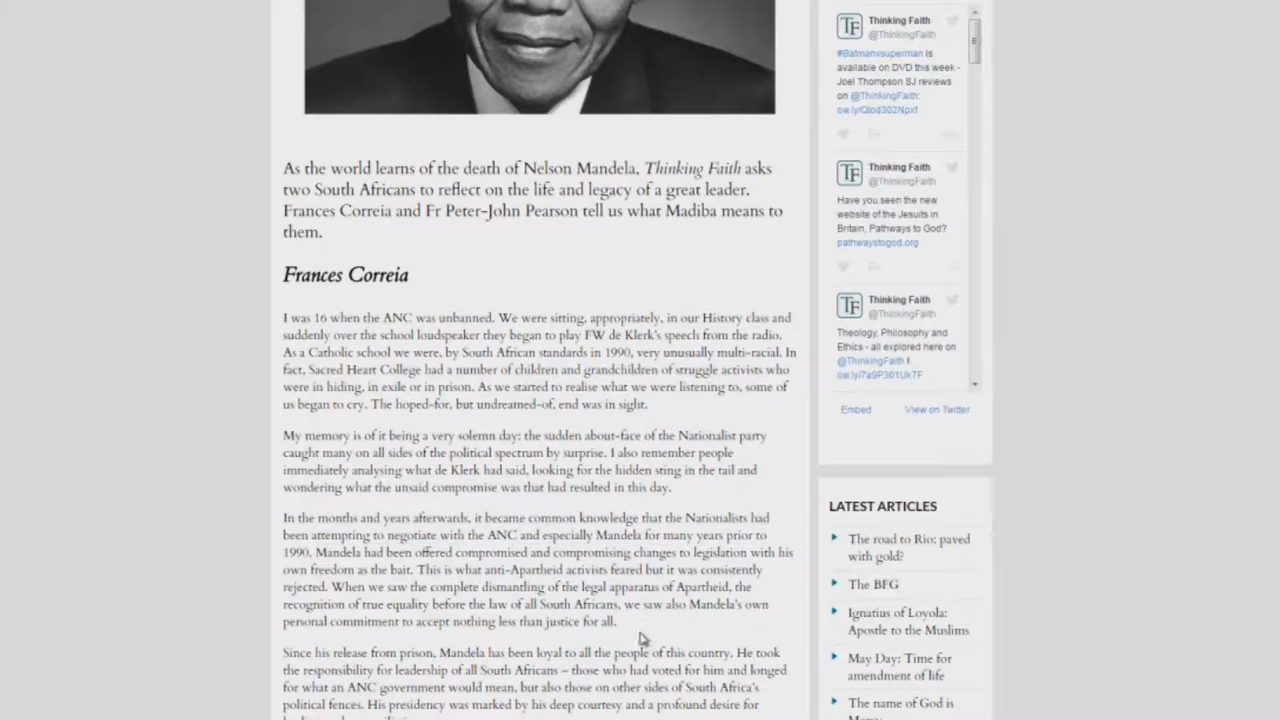 As the world learns of the death of Nelson Mandela, Thinking Faith asks
two South Africans to reflect on the life and legacy of a great leader.
Frances Correia and Fr Peter-John Pearson tell us what Madiba means to
them.
Frances Correia
I was 16 when the ANC was unbanned. We were sitting, appropriately, in our History class and
suddenly over the school loudspeaker they began to play FW de Klerk's speech from the radio.
As a Catholic school we were, by South African standards in 1990, very unusually multi-racial. In
fact, Sacred Heart College had a number of children and grandchildren of struggle activists who
were in hiding, in exile or in prison. As we started to realise what we were listening to, some of
us began to cry. The hoped-for, but undreamed-of, end was in sight.
My memory is of it being a very solemn day: the sudden about-face of the Nationalist party
caught many on all sides of the political spectrum by surprise. I also remember people
immediately analysing what de Klerk had said, looking for the hidden sting in the tail and
wondering what the unsaid compromise was that had resulted in this day.
In the months and years afterwards, it became common knowledge that the Nationalists had
been attempting to negotiate with the ANC and especially Mandela for many years prior to
1990. Mandela had been offered compromised and compromising changes to legislation with his
own freedom as the bait. This is what anti-Apartheid activists feared but it was consistently
rejected. When we saw the complete dismantling of the legal apparatus of Apartheid, the
recognition of true equality before the law of all South Africans, we saw also Mandela's own
personal commitment to accept nothing less than justice for all.
Since his release from prison, Mandela has been loyal to all the people of this country. He took
the responsibility for leadership of all South Africans – those who had voted for him and longed
for what an ANC government would mean, but also those on other sides of South Africa's
political fences. His presidency was marked by his deep courtesy and a profound desire for
TF
Thinking Faith
@ThinkingFaith
#Batmanvsuperman is
available on DVD this week -
Joel Thompson SJ reviews
on @ThinkingFaith:
TF
Thinking Faith
@ThinkingFaith
Have you seen the new
website of the Jesuits in
Britain, Pathways to God?
pathwaystogod.org
TF
Thinking Faith
@ThinkingFaith
Theology, Philosophy and
Ethics - all explored here on
@ThinkingFaith !
Embed
View on Twitter
LATEST ARTICLES
The road to Rio: paved
with gold?
The BFG
Ignatius of Loyola:
Apostle to the Muslims
May Day: Time for
amendment of life
The name of God is